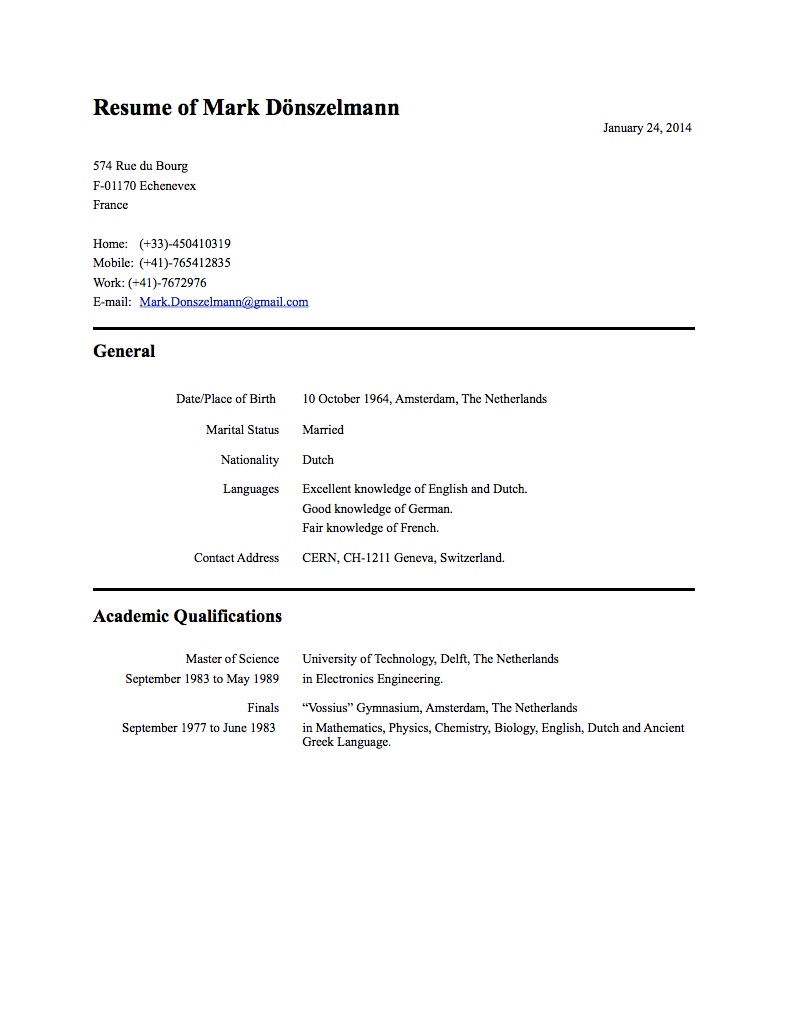 Resume of Mark Dönszelmann
January 24, 2014
574 Rue du Bourg
F-01170 Echenevex
France
Home: (+33)-450410319
Mobile: (+41)-765412835
Work: (+41)-7672976
E-mail: Mark.Donszelmann@gmail.com
General
Date/Place of Birth 10 October 1964, Amsterdam, The Netherlands
Marital Status Married
Nationality Dutch
Languages Excellent knowledge of English and Dutch.
Good knowledge of German.
Fair knowledge of French.
Contact Address CERN, CH-1211 Geneva, Switzerland.
Academic Qualifications
Master of Science University of Technology, Delft, The Netherlands
September 1983 to May 1989 in Electronics Engineering.
Finals “Vossius” Gymnasium, Amsterdam, The Netherlands
September 1977 to June 1983 in Mathematics, Physics, Chemistry, Biology, English, Dutch and Ancient
Greek Language.